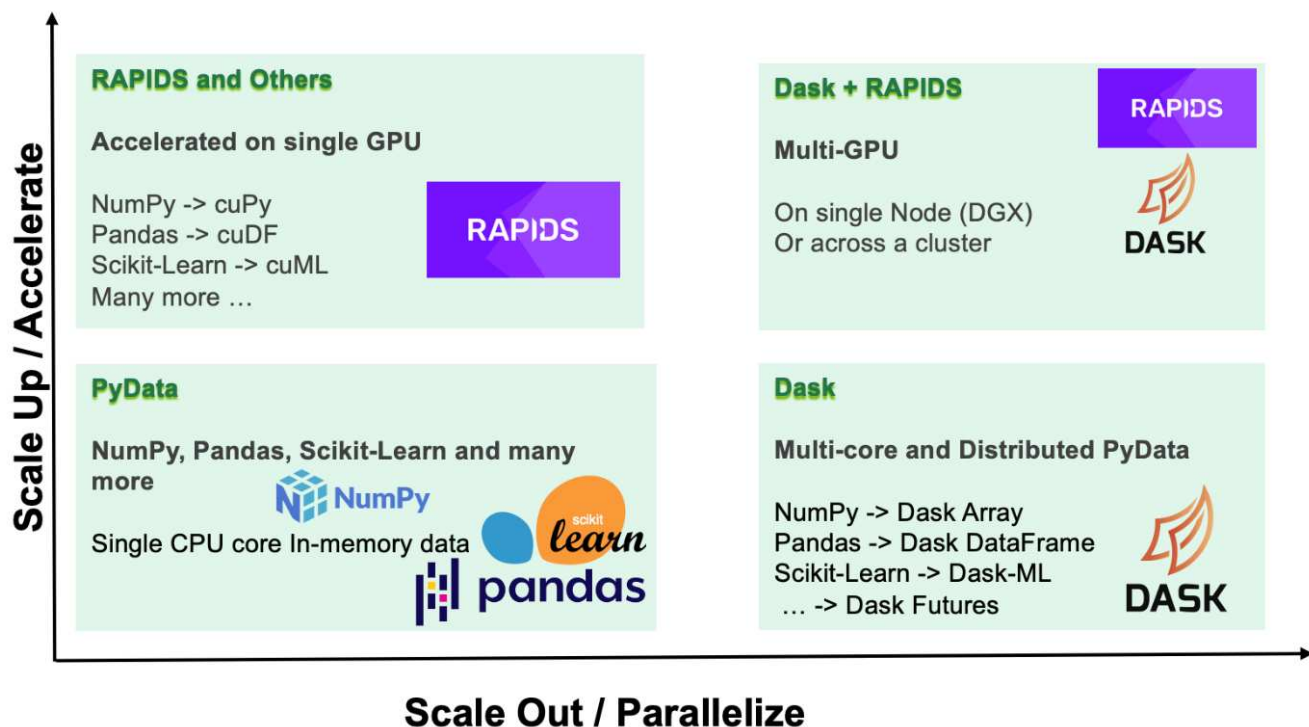 Scale Up / Accelerate
RAPIDS and Others
Accelerated on single GPU
NumPy -> cuPy
Pandas -> cuDF
Scikit-Learn -> cuML
Many more …
RAPIDS
Dask + RAPIDS
Multi-GPU
On single Node (DGX)
Or across a cluster
RAPIDS
DASK
PyData
NumPy, Pandas, Scikit-Learn and many
more
NumPy
Single CPU core In-memory data
scikit
learn
pandas
Dask
Multi-core and Distributed PyData
NumPy -> Dask Array
Pandas -> Dask DataFrame
Scikit-Learn -> Dask-ML
… -> Dask Futures
DASK
Scale Out / Parallelize